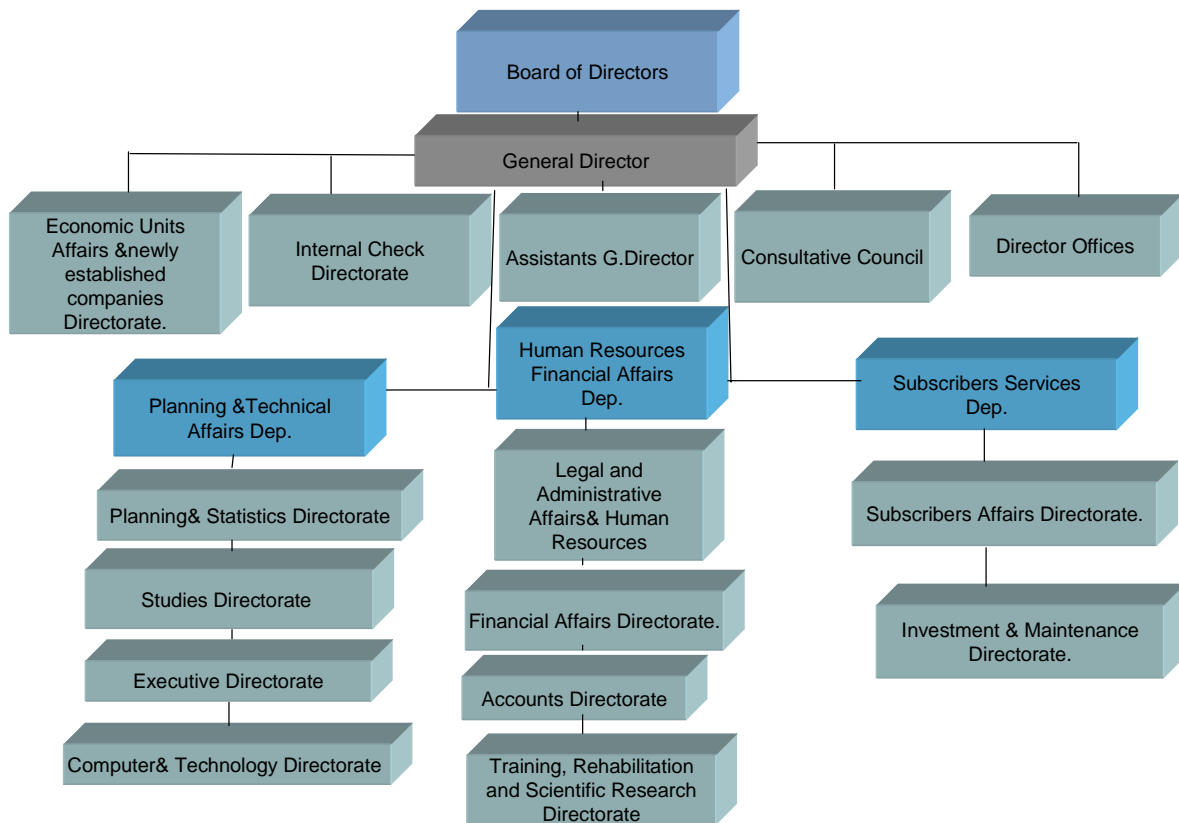 Board of Directors
General Director
Economic Units
Affairs &newly
established
companies
Directorate.
Internal Check
Directorate
Assistants G.Director
Consultative Council
Director Offices
Planning &Technical
Affairs Dep.
Human Resources
Financial Affairs
Dep.
Subscribers Services
Dep.
Planning& Statistics Directorate
Studies Directorate
Executive Directorate
Computer& Technology Directorate
Legal and
Administrative
Affairs& Human
Resources
Financial Affairs Directorate.
Accounts Directorate
Training, Rehabilitation
and Scientific Research
Directorate
Subscribers Affairs Directorate.
Investment & Maintenance
Directorate.